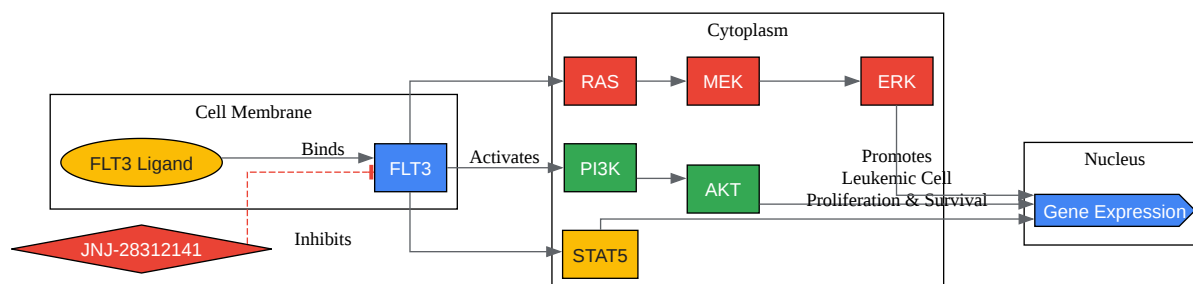 Cytoplasm
RAS
MEK
ERK
Cell Membrane
FLT3 Ligand
Binds
FLT3
Activates
PI3K
AKT
Promotes
Leukemic Cell
Proliferation & Survival
Nucleus
Gene Expression
JNJ-28312141
Inhibits
STAT5